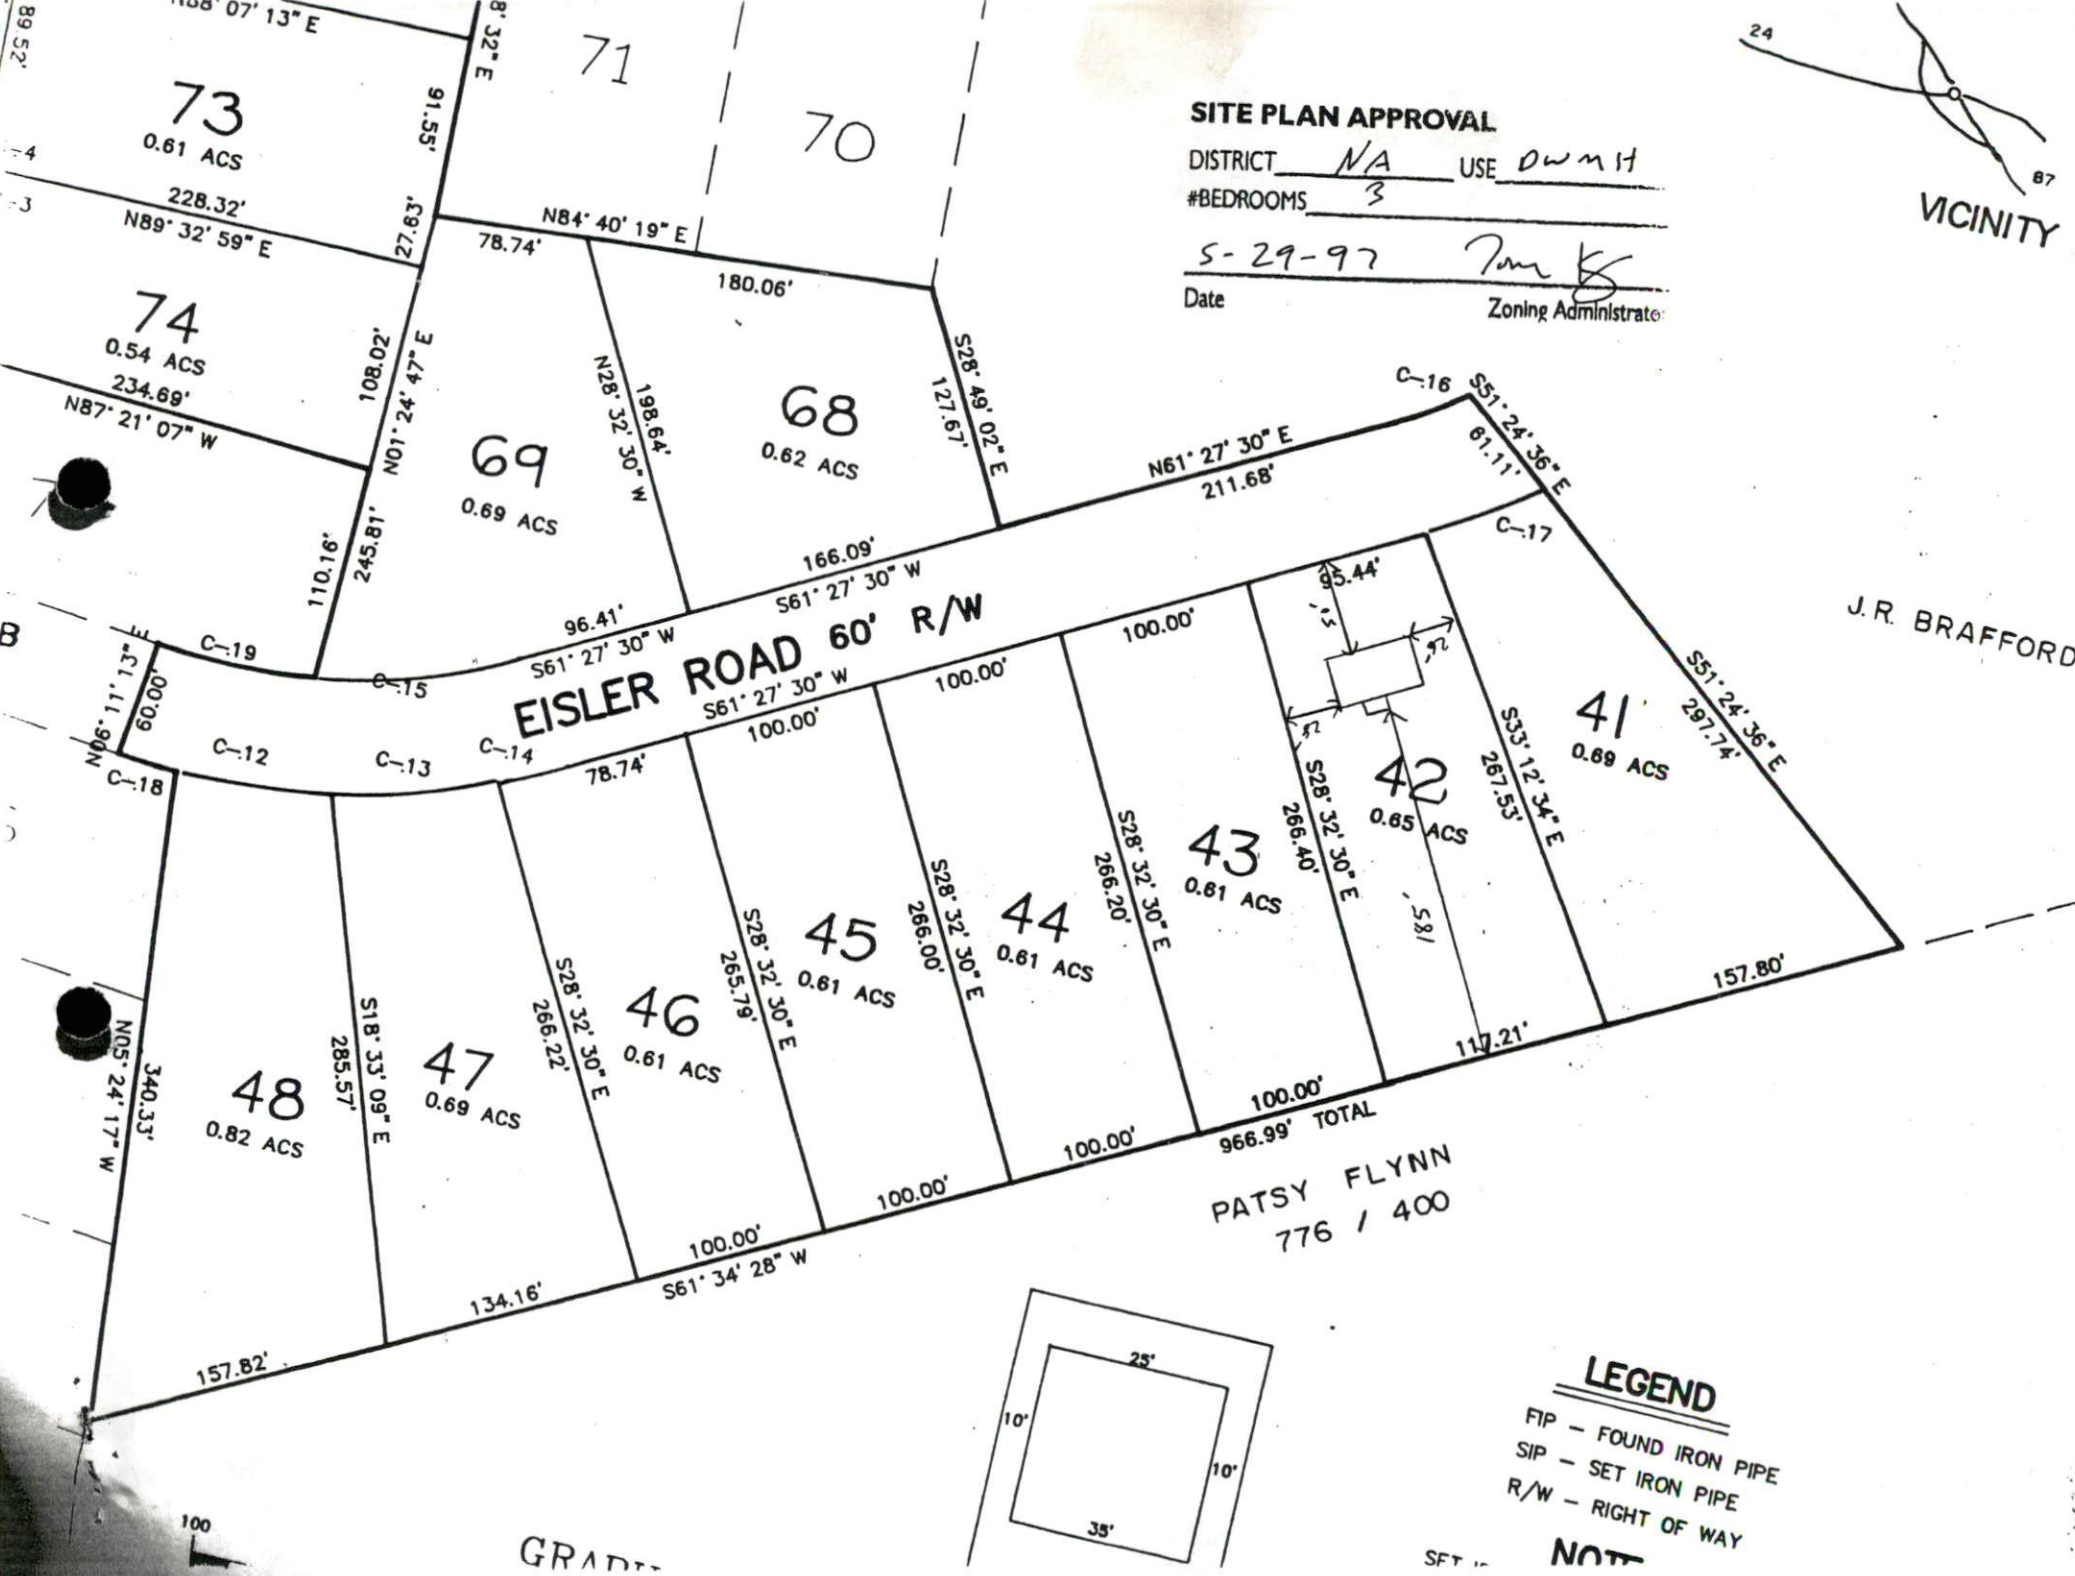 07' 13" E
89.52'
8' 32" E
73
0.61 ACS
91.55'
71
70
228.32'
N89° 32' 59" E
27.63'
-4
-3
SITE PLAN APPROVAL
DISTRICT NA USE DWMH
#BEDROOMS 3
5-29-97
Date
Zoning Administrato
24
87
VICINITY
N84° 40' 19" E
78.74'
180.06'
74
0.54 ACS
234.69'
N87° 21' 07" W
108.02'
N01° 24' 47" E
69
0.69 ACS
N28° 32' 30" W
198.64'
68
0.62 ACS
S28° 49' 02" E
127.67'
C-16
S51° 24' 36" E
61.11'
N61° 27' 30" E
211.68'
C-17
110.16'
245.81'
166.09'
S61° 27' 30" W
96.41'
S61° 27' 30" W
EISLER ROAD 60' R/W
S61° 27' 30" W
B
C-19
C-15
N06° 11' 13" E
60.00'
C-12
C-13
C-14
C-18
78.74'
100.00'
100.00'
100.00'
95.44'
J.R. BRAFFORD
S51° 24' 36" E
297.74'
41
0.69 ACS
S33° 12' 34" E
267.53'
42
0.65 ACS
185'
S28° 32' 30" E
266.40'
43
0.61 ACS
S28° 32' 30" E
266.20'
44
0.61 ACS
S28° 32' 30" E
266.00'
45
0.61 ACS
S28° 32' 30" E
265.79'
46
0.61 ACS
S28° 32' 30" E
266.22'
47
0.69 ACS
S18° 33' 09" E
285.57'
48
0.82 ACS
N05° 24' 17" W
340.33'
157.80'
117.21'
100.00'
966.99' TOTAL
100.00'
100.00'
100.00'
S61° 34' 28" W
134.16'
157.82'
PATSY FLYNN
776 / 400
25'
10'
10'
35'
LEGEND
FIP - FOUND IRON PIPE
SIP - SET IRON PIPE
R/W - RIGHT OF WAY
100